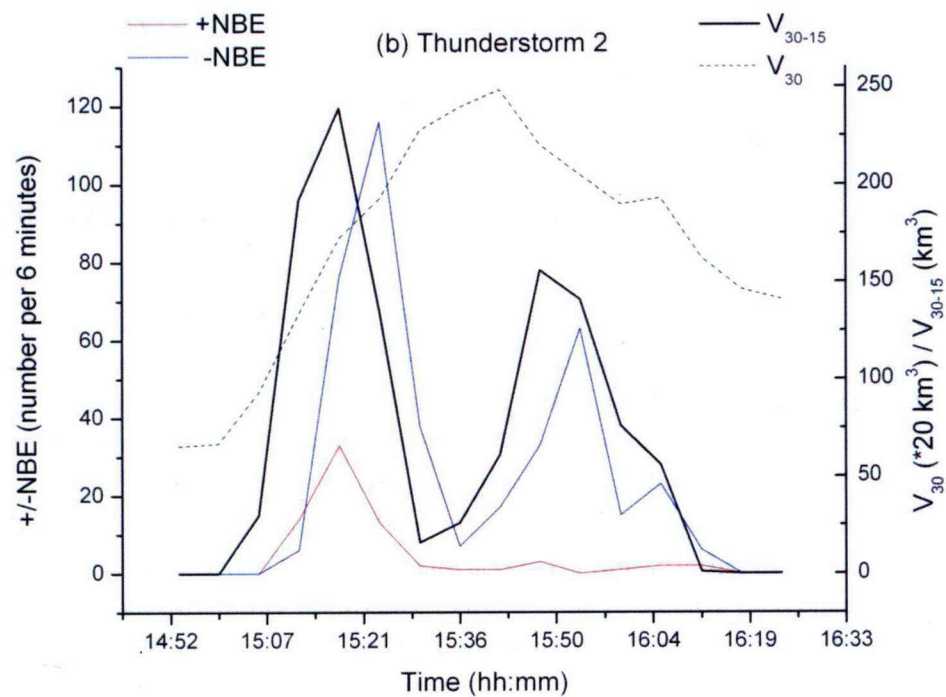 +NBE
-NBE
(b) Thunderstorm 2
V30-15
V30
+/-NBE (number per 6 minutes)
120
100
80
60
40
20
0
250
200
150
100
50
0
V30 (*20 km3) / V30-15 (km3)
14:52 15:07 15:21 15:36 15:50 16:04 16:19 16:33
Time (hh:mm)